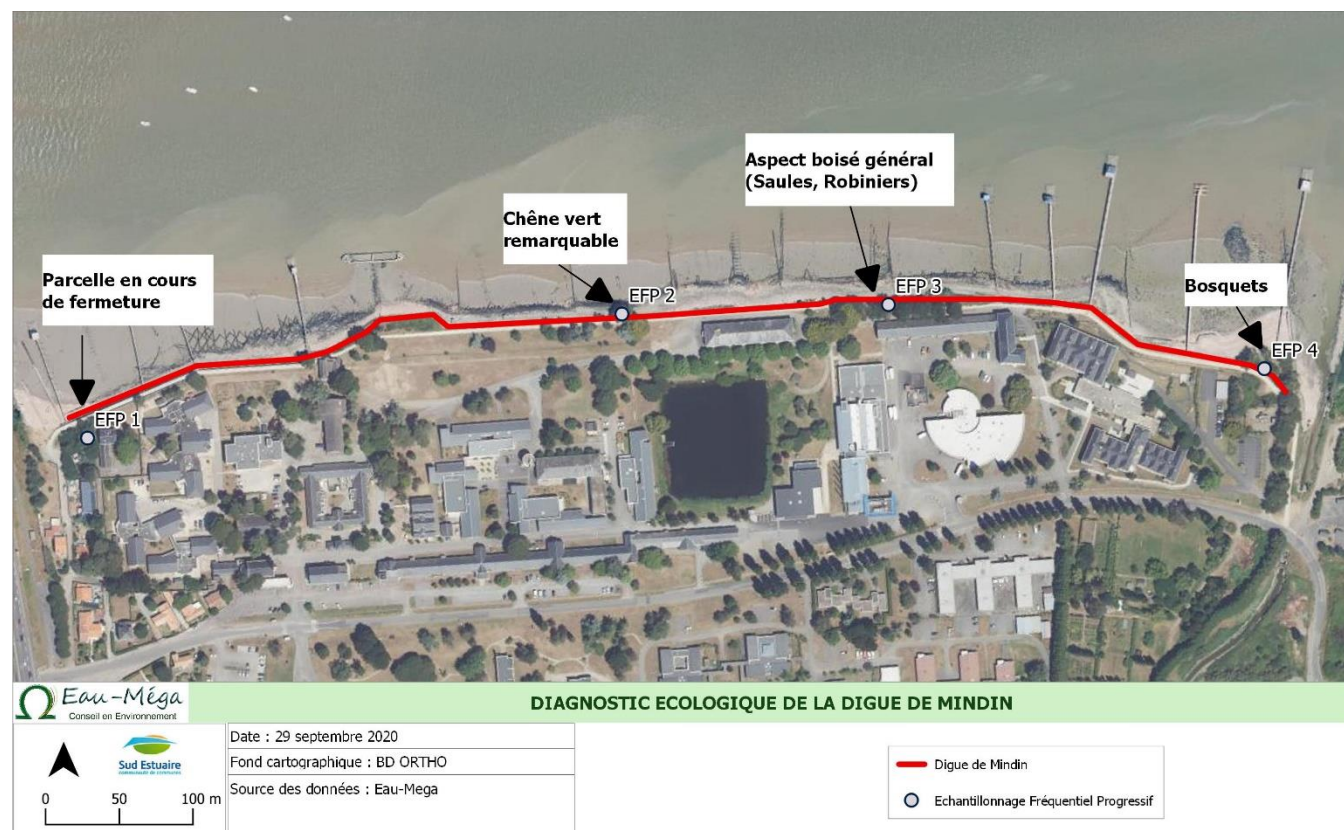 Aspect boisé général
(Saules, Robiniers)
Chêne vert
remarquable
Parcelle en cours
de fermeture
Bosquets
EFP 1
EFP 2
EFP 3
EFP 4
Eau-Méga
Conseil en Environnement
DIAGNOSTIC ECOLOGIQUE DE LA DIGUE DE MINDIN
Sud Estuaire
COMMUNAUTÉ DE COMMUNES
0 50 100 m
Date : 29 septembre 2020
Fond cartographique : BD ORTHO
Source des données : Eau-Mega
Digue de Mindin
Echantillonnage Fréquentiel Progressif